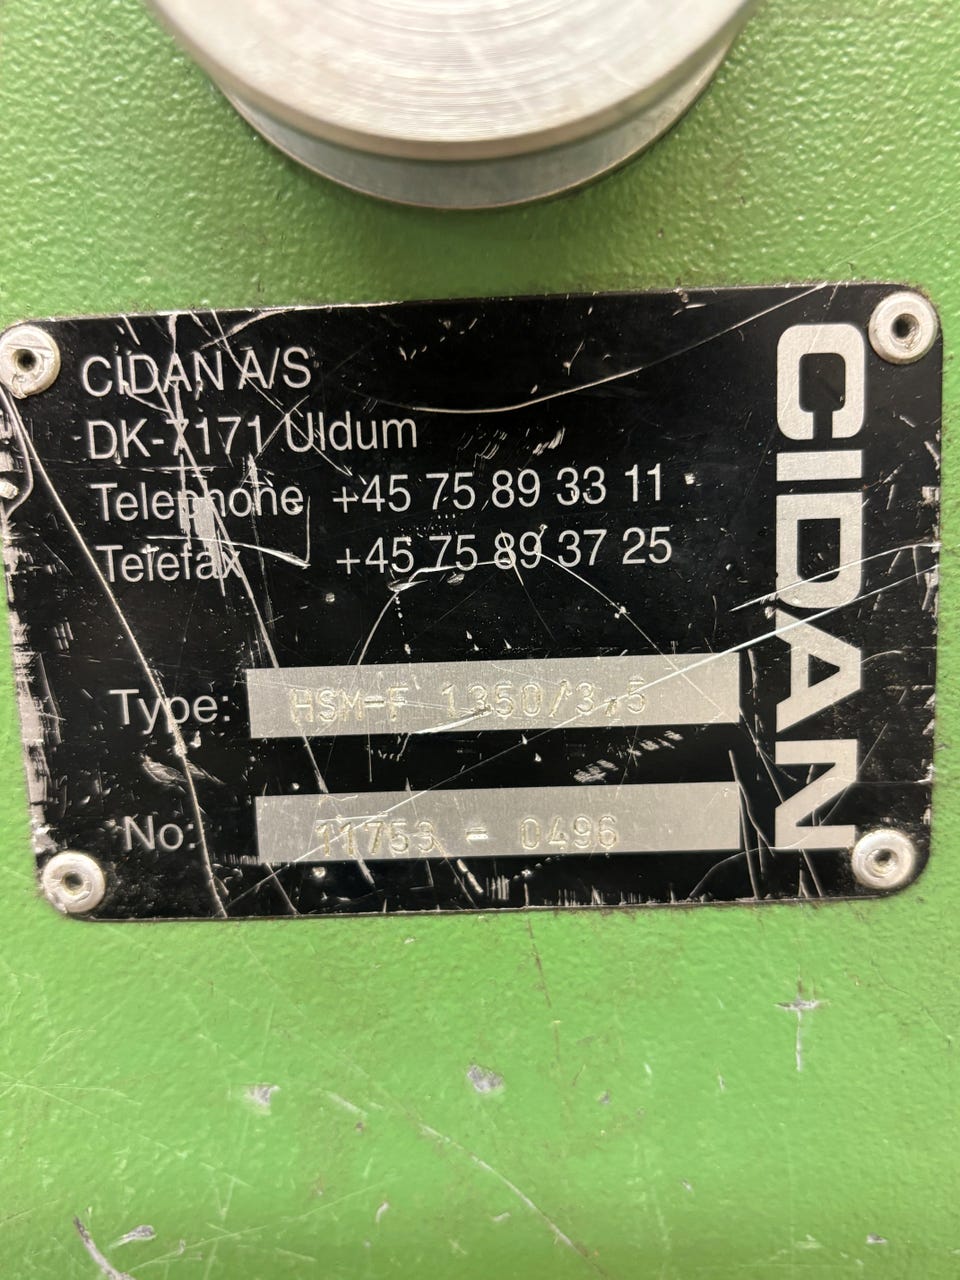 CIDAN A/S
DK-7171 Uldum
Telephone +45 75 89 33 11
Telefax +45 75 89 37 25
Type: HSM-F 1350/3,5
No: 11753 - 0496
CIDAN